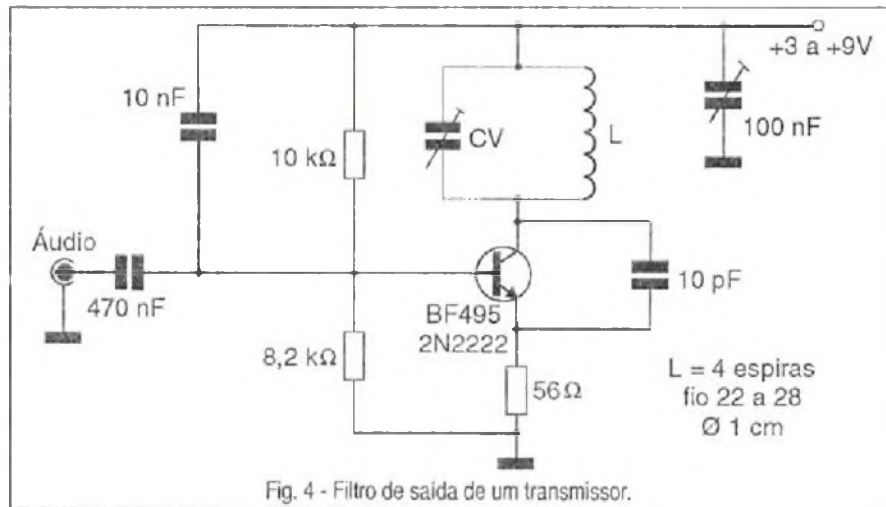 +3 a +9V
10 nF
CV
L
100 nF
10 kΩ
Áudio
470 nF
10 pF
BF495
2N2222
8,2 kΩ
56Ω
L = 4 espiras
fio 22 a 28
Ø 1 cm
Fig. 4 - Filtro de saída de um transmissor.